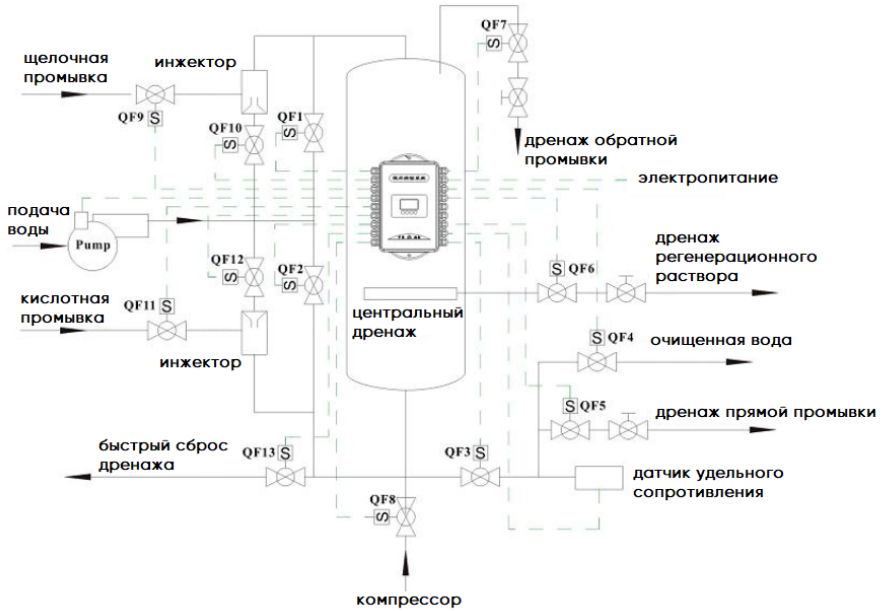 QF7
S
щелочная
промывка
инжектор
QF9
S
QF10
S
QF1
S
дренаж обратной
промывки
электропитание
подача
воды
Pump
дренаж
регенерационного
раствора
QF12
S
QF2
S
S
QF6
кислотная
промывка
QF11
S
центральный
дренаж
инжектор
S
QF4
очищенная вода
S
QF5
дренаж прямой промывки
быстрый сброс
дренажа
QF13
S
QF3
S
датчик удельного
сопротивления
QF8
S
компрессор